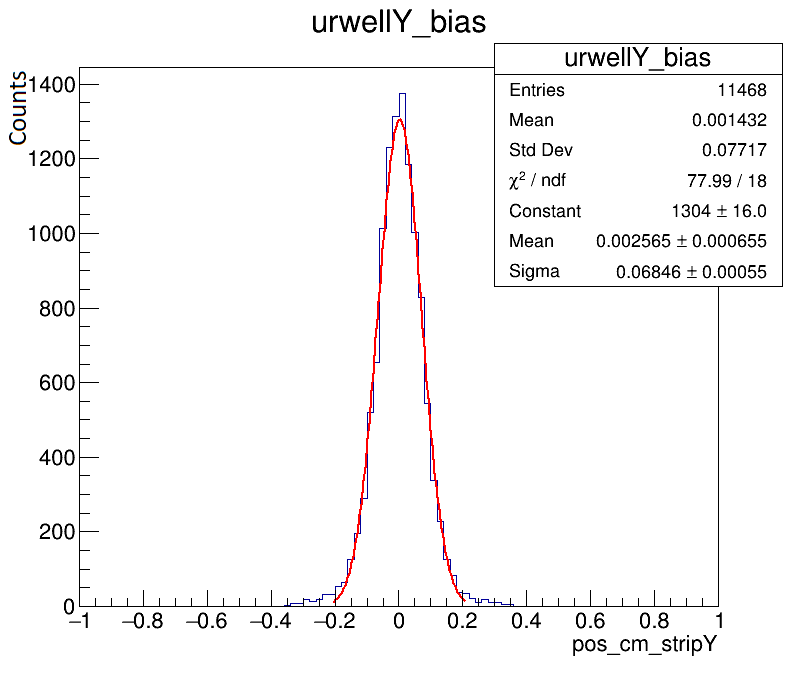 urwellY_bias
urwellY_bias
Entries 11468
Mean 0.001432
Std Dev 0.07717
χ² / ndf 77.99 / 18
Constant 1304 ± 16.0
Mean 0.002565 ± 0.000655
Sigma 0.06846 ± 0.00055
Counts
1400
1200
1000
800
600
400
200
0
−1 −0.8 −0.6 −0.4 −0.2 0 0.2 0.4 0.6 0.8 1
pos_cm_stripY